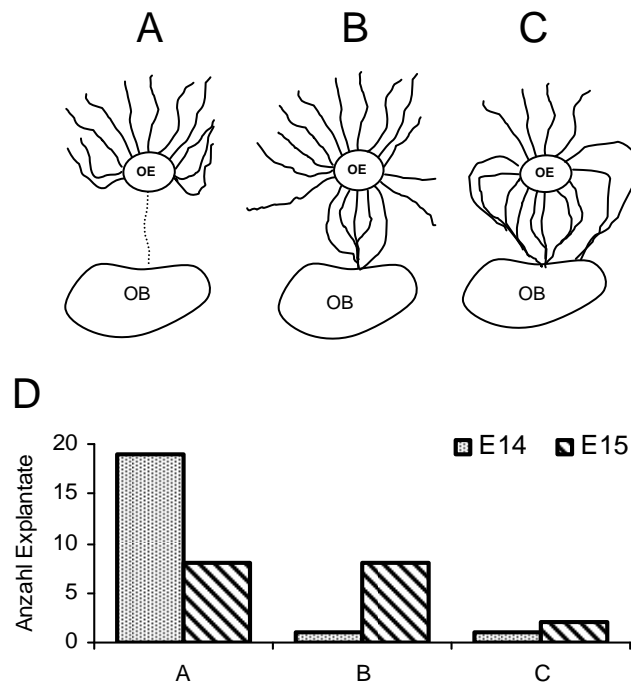 A B C
OE OE OE
OB OB OB
D
20 E14 E15
15
10
5
0
Anzahl Explantate
A B C